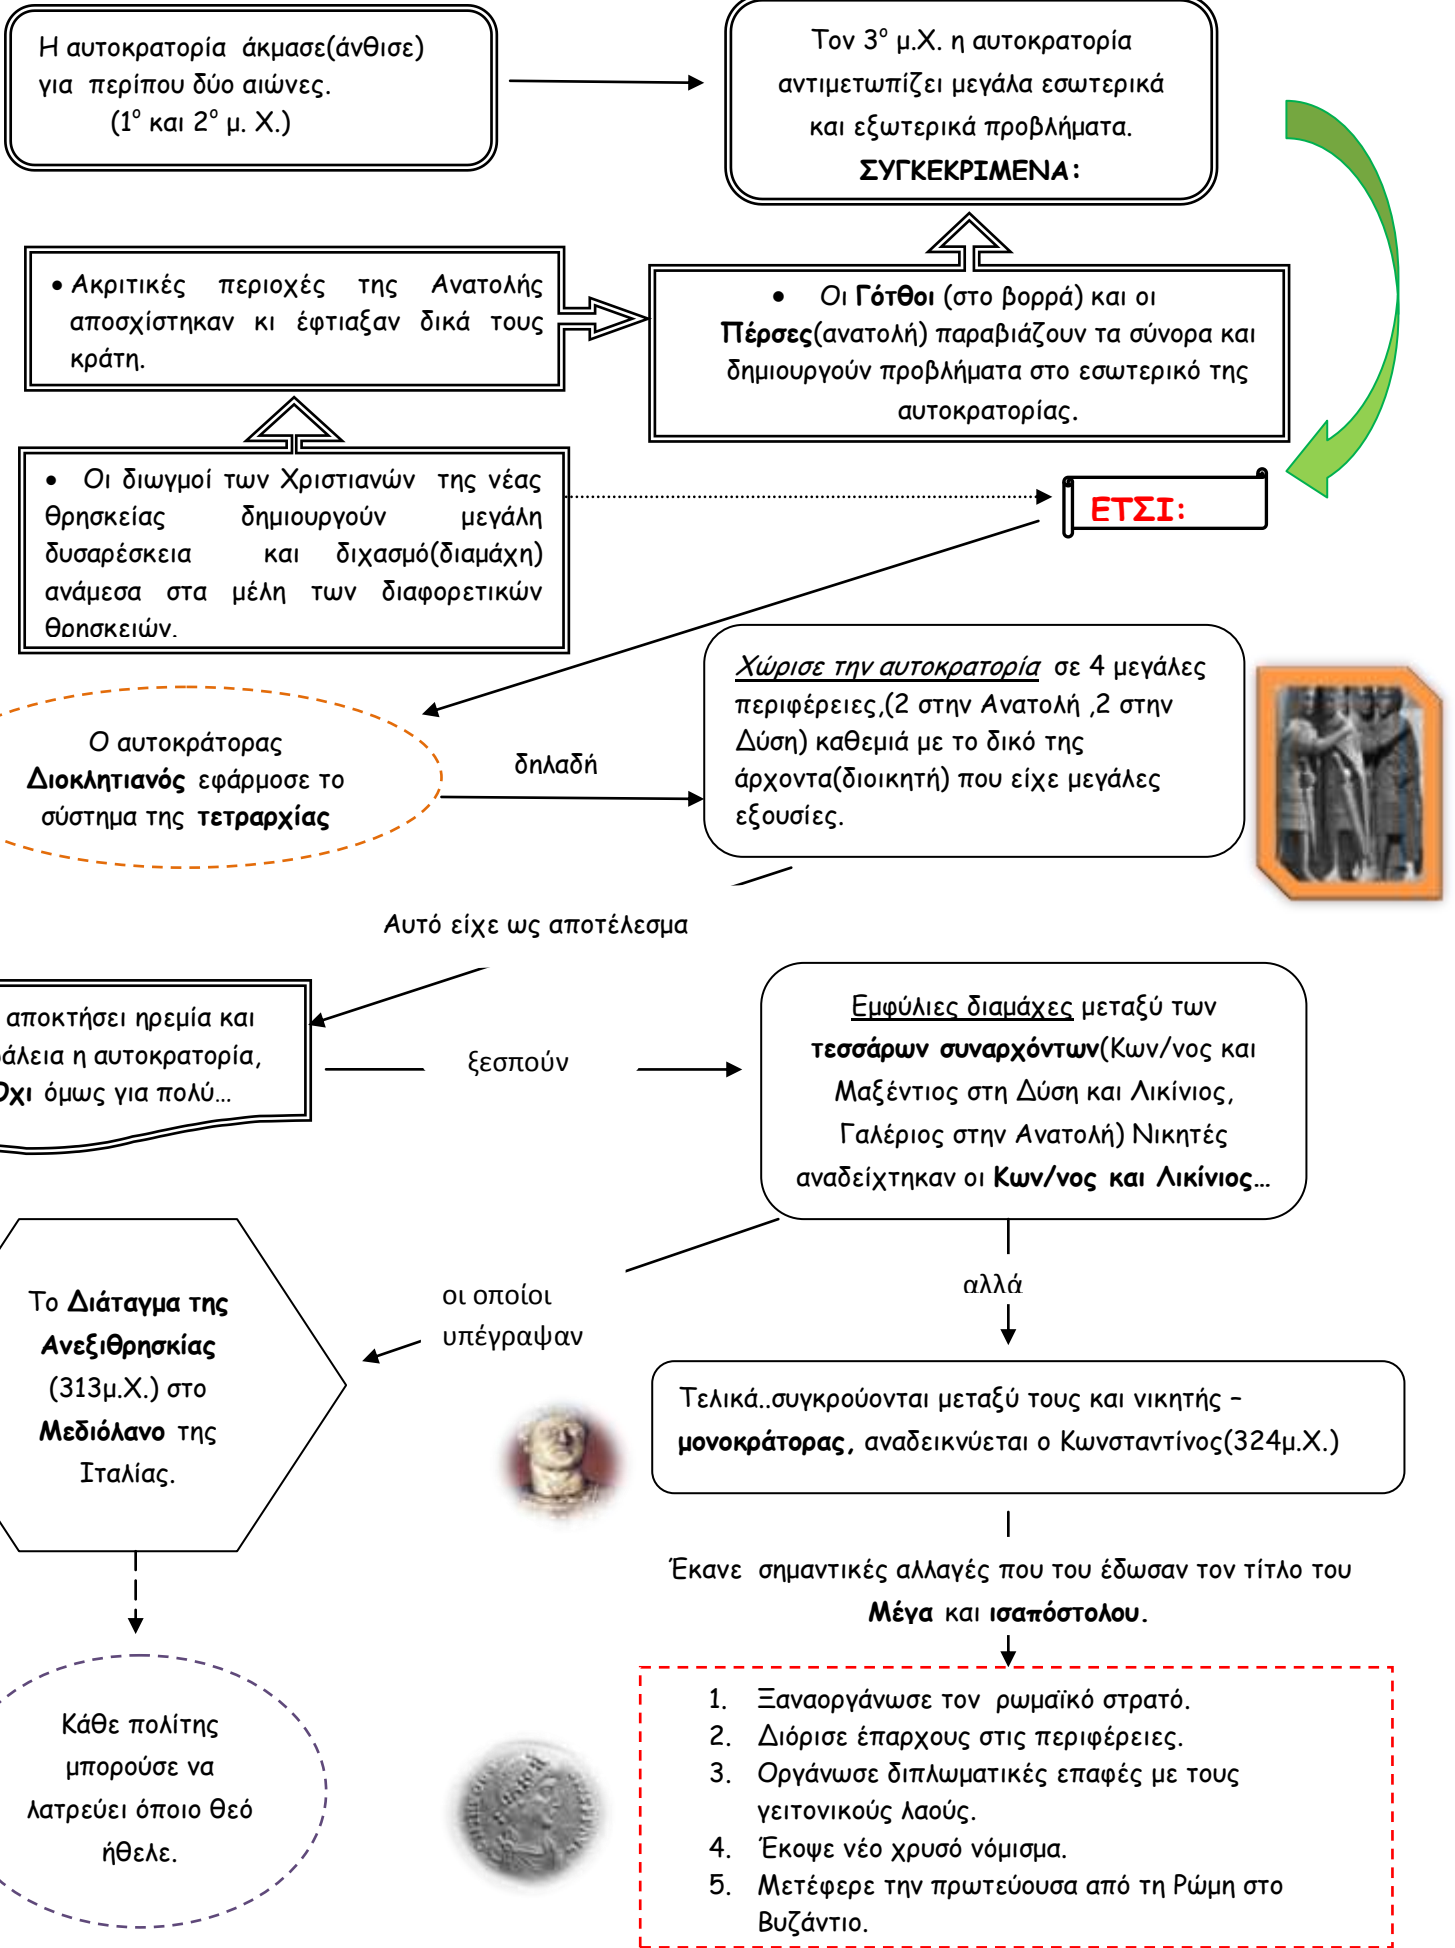 Η αυτοκρατορία άκμασε(άνθισε)
για περίπου δύο αιώνες.
(1º και 2º μ. Χ.)
Τον 3º μ.Χ. η αυτοκρατορία
αντιμετωπίζει μεγάλα εσωτερικά
και εξωτερικά προβλήματα.
ΣΥΓΚΕΚΡΙΜΕΝΑ:
• Ακριτικές περιοχές της Ανατολής
αποσχίστηκαν κι έφτιαξαν δικά τους
κράτη.
• Οι Γότθοι (στο βορρά) και οι
Πέρσες(ανατολή) παραβιάζουν τα σύνορα και
δημιουργούν προβλήματα στο εσωτερικό της
αυτοκρατορίας.
• Οι διωγμοί των Χριστιανών της νέας
θρησκείας δημιουργούν μεγάλη
δυσαρέσκεια και διχασμό(διαμάχη)
ανάμεσα στα μέλη των διαφορετικών
θρησκειών.
ΕΤΣΙ:
Ο αυτοκράτορας
Διοκλητιανός εφάρμοσε το
σύστημα της τετραρχίας
δηλαδή
Χώρισε την αυτοκρατορία σε 4 μεγάλες
περιφέρειες,(2 στην Ανατολή ,2 στην
Δύση) καθεμιά με το δικό της
άρχοντα(διοικητή) που είχε μεγάλες
εξουσίες.
Αυτό είχε ως αποτέλεσμα
αποκτήσει ηρεμία και
άλεια η αυτοκρατορία,
χι όμως για πολύ…
ξεσπούν
Εμφύλιες διαμάχες μεταξύ των
τεσσάρων συναρχόντων(Κων/νος και
Μαξέντιος στη Δύση και Λικίνιος,
Γαλέριος στην Ανατολή) Νικητές
αναδείχτηκαν οι Κων/νος και Λικίνιος…
οι οποίοι
υπέγραψαν
αλλά
Το Διάταγμα της
Ανεξιθρησκίας
(313μ.Χ.) στο
Μεδιόλανο της
Ιταλίας.
Τελικά..συγκρούονται μεταξύ τους και νικητής –
μονοκράτορας, αναδεικνύεται ο Κωνσταντίνος(324μ.Χ.)
Έκανε σημαντικές αλλαγές που του έδωσαν τον τίτλο του
Μέγα και ισαπόστολου.
Κάθε πολίτης
μπορούσε να
λατρεύει όποιο θεό
ήθελε.
1. Ξαναοργάνωσε τον ρωμαϊκό στρατό.
2. Διόρισε έπαρχους στις περιφέρειες.
3. Οργάνωσε διπλωματικές επαφές με τους
γειτονικούς λαούς.
4. Έκοψε νέο χρυσό νόμισμα.
5. Μετέφερε την πρωτεύουσα από τη Ρώμη στο
Βυζάντιο.